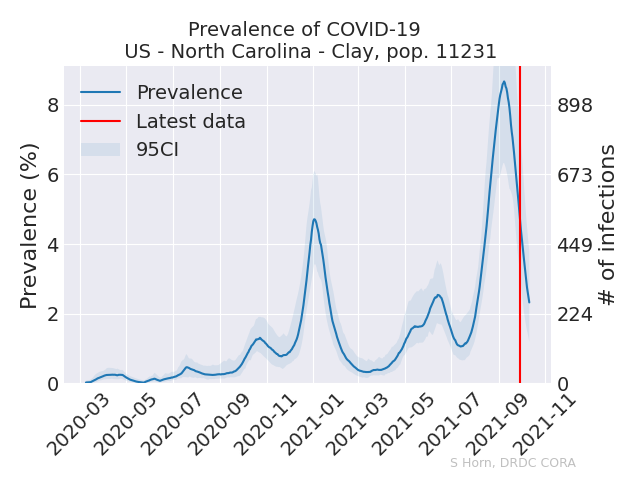 Prevalence of COVID-19
US - North Carolina - Clay, pop. 11231
Prevalence
Latest data
95CI
Prevalence (%)
8
6
4
2
0
898
673
449
224
0
# of infections
2020-03
2020-05
2020-07
2020-09
2020-11
2021-01
2021-03
2021-05
2021-07
2021-09
2021-11
S Horn, DRDC CORA